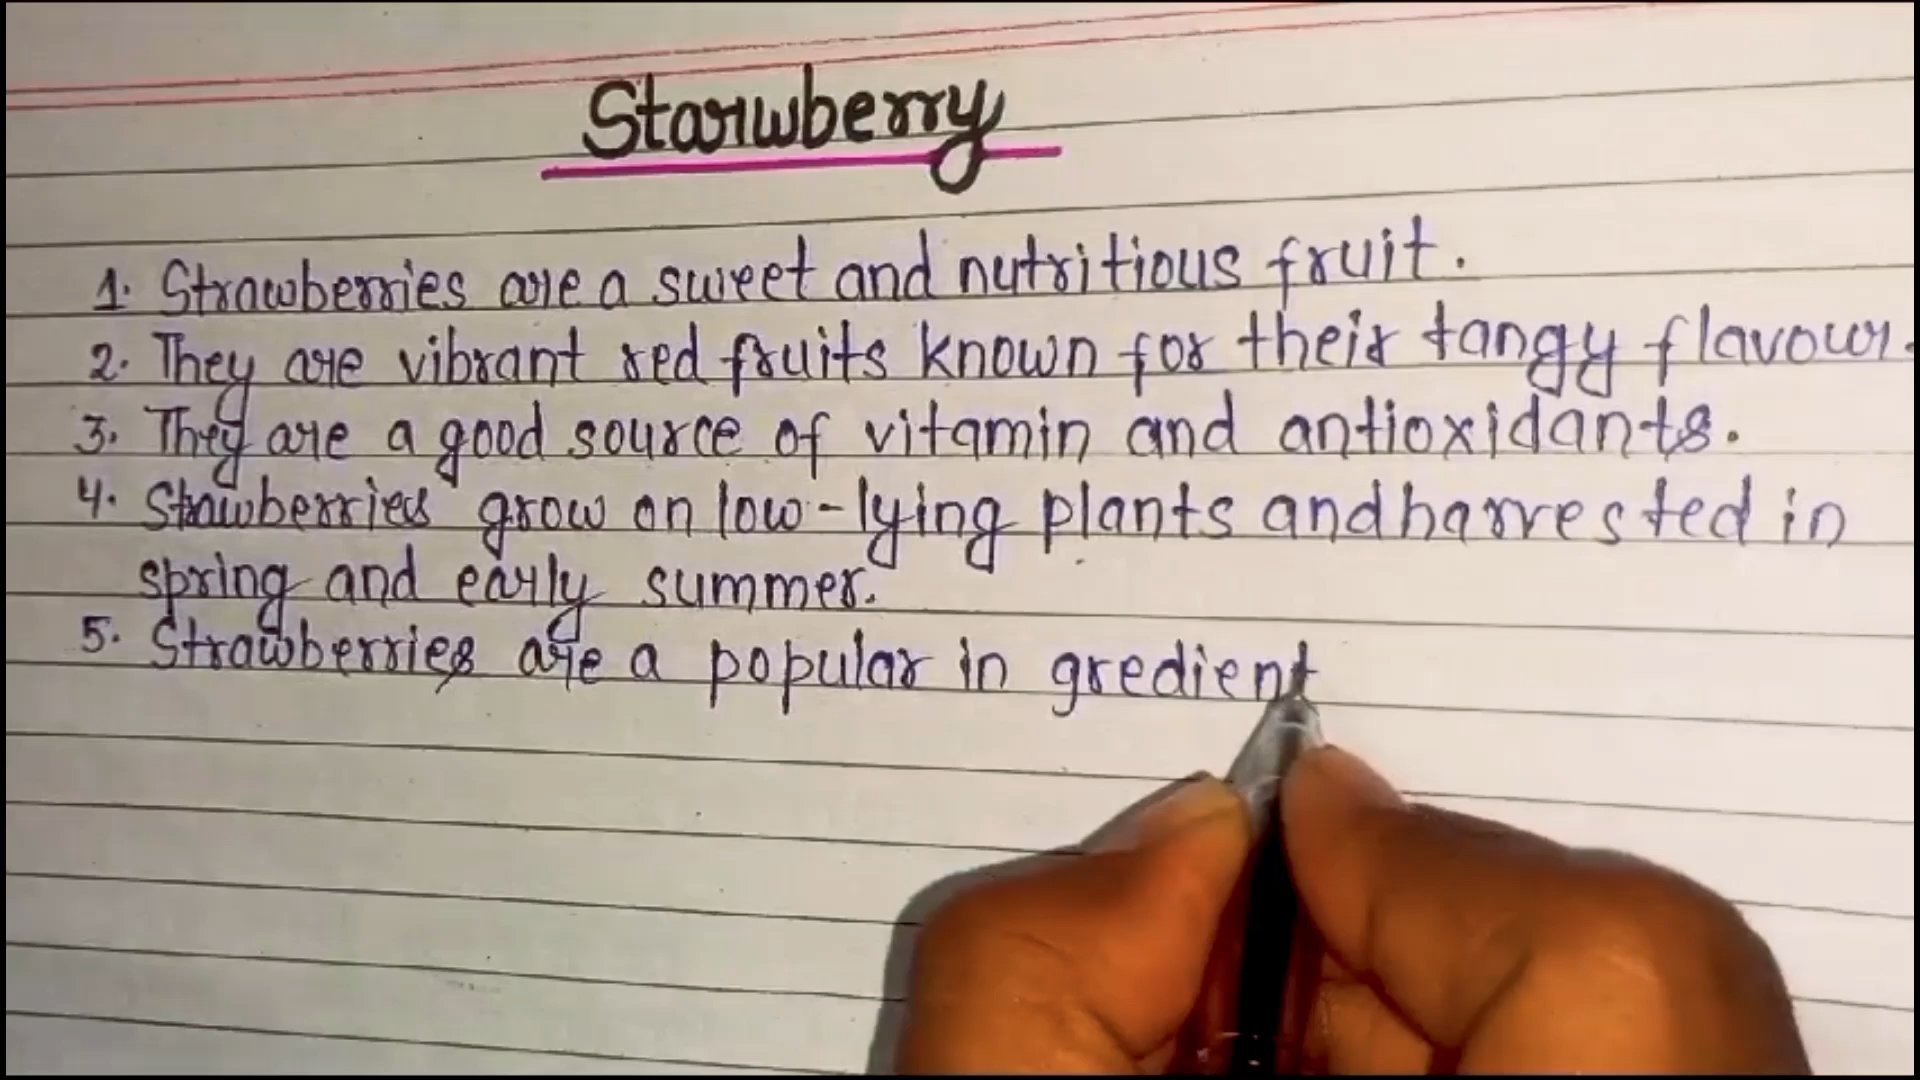 Starwberry
1. Strawberries are a sweet and nutritious fruit.
2. They are vibrant red fruits known for their tangy flavour.
3. They are a good source of vitamin and antioxidants.
4. Strawberries grow on low-lying plants and harvested in
spring and early summer.
5. Strawberries are a popular in gredient